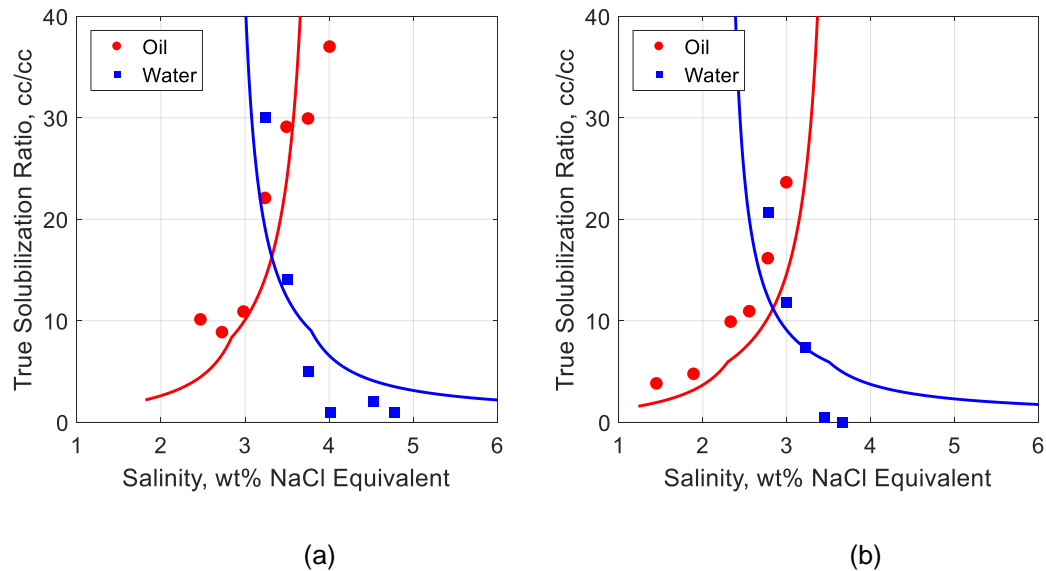 True Solubilization Ratio, cc/cc
40
30
20
10
0
Oil
Water
1 2 3 4 5 6
Salinity, wt% NaCl Equivalent
(a)
True Solubilization Ratio, cc/cc
40
30
20
10
0
Oil
Water
1 2 3 4 5 6
Salinity, wt% NaCl Equivalent
(b)